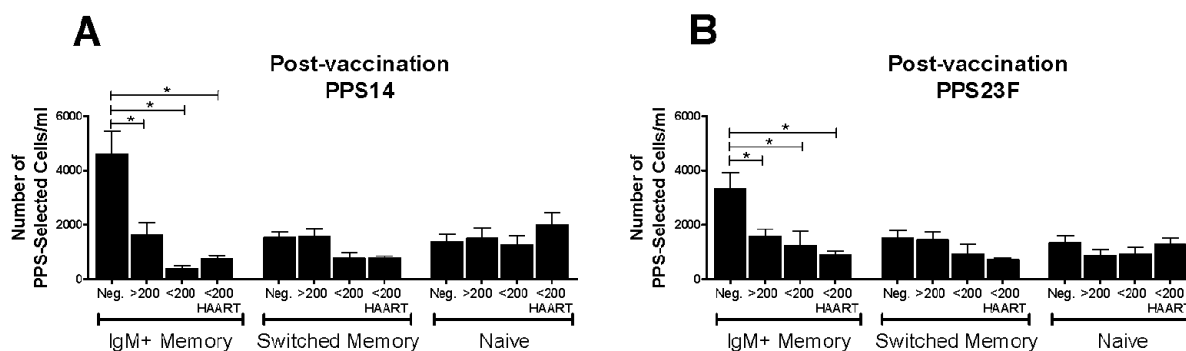 A
Post-vaccination
PPS14
Number of
PPS-Selected Cells/ml
6000
4000
2000
0
*
*
*
Neg. >200 <200 <200 Neg. >200 <200 <200 Neg. >200 <200 <200
HAART HAART HAART
IgM+ Memory Switched Memory Naive
B
Post-vaccination
PPS23F
Number of
PPS-Selected Cells/ml
6000
4000
2000
0
*
*
*
Neg. >200 <200 <200 Neg. >200 <200 <200 Neg. >200 <200 <200
HAART HAART HAART
IgM+ Memory Switched Memory Naive